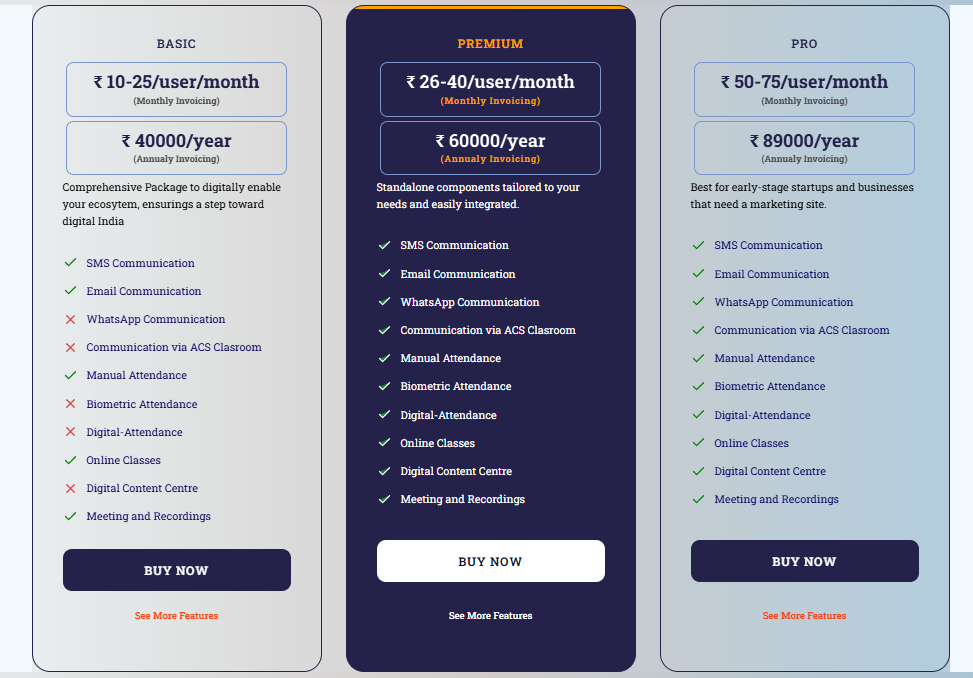 BASIC
₹ 10-25/user/month
(Monthly Invoicing)
₹ 40000/year
(Annualy Invoicing)
Comprehensive Package to digitally enable
your ecosytem, ensurings a step toward
digital India
SMS Communication
Email Communication
WhatsApp Communication
Communication via ACS Clasroom
Manual Attendance
Biometric Attendance
Digital-Attendance
Online Classes
Digital Content Centre
Meeting and Recordings
BUY NOW
See More Features
PREMIUM
₹ 26-40/user/month
(Monthly Invoicing)
₹ 60000/year
(Annualy Invoicing)
Standalone components tailored to your
needs and easily integrated.
SMS Communication
Email Communication
WhatsApp Communication
Communication via ACS Clasroom
Manual Attendance
Biometric Attendance
Digital-Attendance
Online Classes
Digital Content Centre
Meeting and Recordings
BUY NOW
See More Features
PRO
₹ 50-75/user/month
(Monthly Invoicing)
₹ 89000/year
(Annualy Invoicing)
Best for early-stage startups and businesses
that need a marketing site.
SMS Communication
Email Communication
WhatsApp Communication
Communication via ACS Clasroom
Manual Attendance
Biometric Attendance
Digital-Attendance
Online Classes
Digital Content Centre
Meeting and Recordings
BUY NOW
See More Features